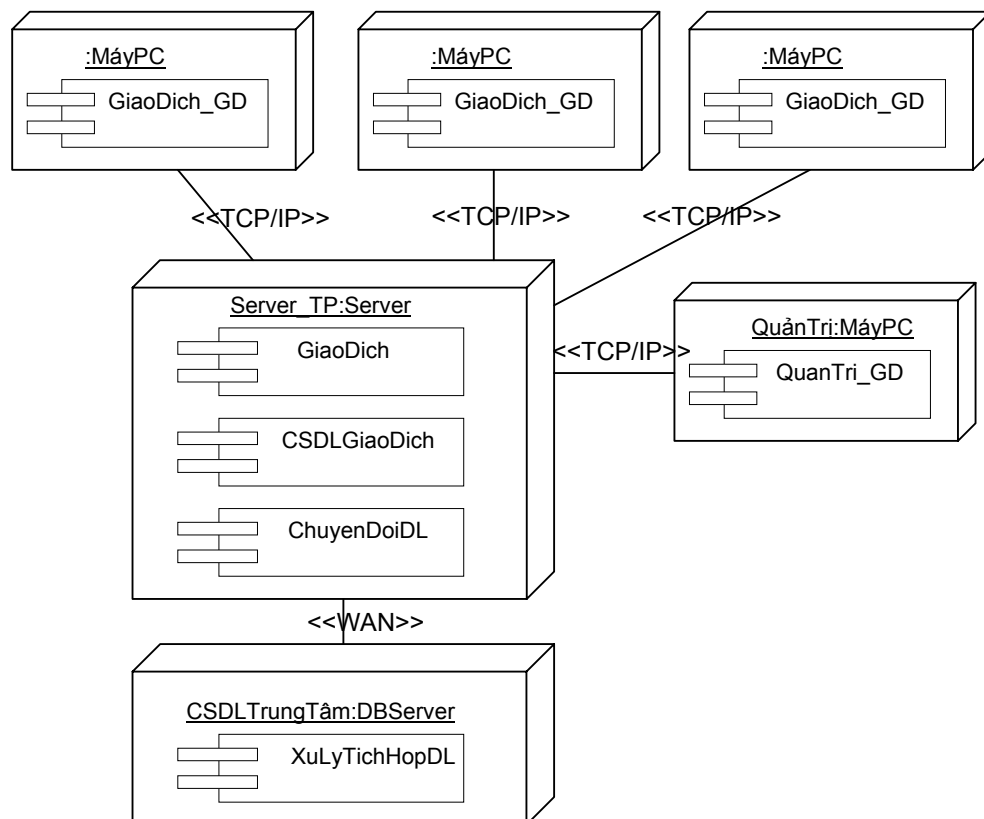 :MáyPC
GiaoDich_GD
:MáyPC
GiaoDich_GD
:MáyPC
GiaoDich_GD
<<TCP/IP>>
<<TCP/IP>>
<<TCP/IP>>
Server_TP:Server
GiaoDich
CSDLGiaoDich
ChuyenDoiDL
<<TCP/IP>>
QuảnTrị:MáyPC
QuanTri_GD
<<WAN>>
CSDLTrungTâm:DBServer
XuLyTichHopDL